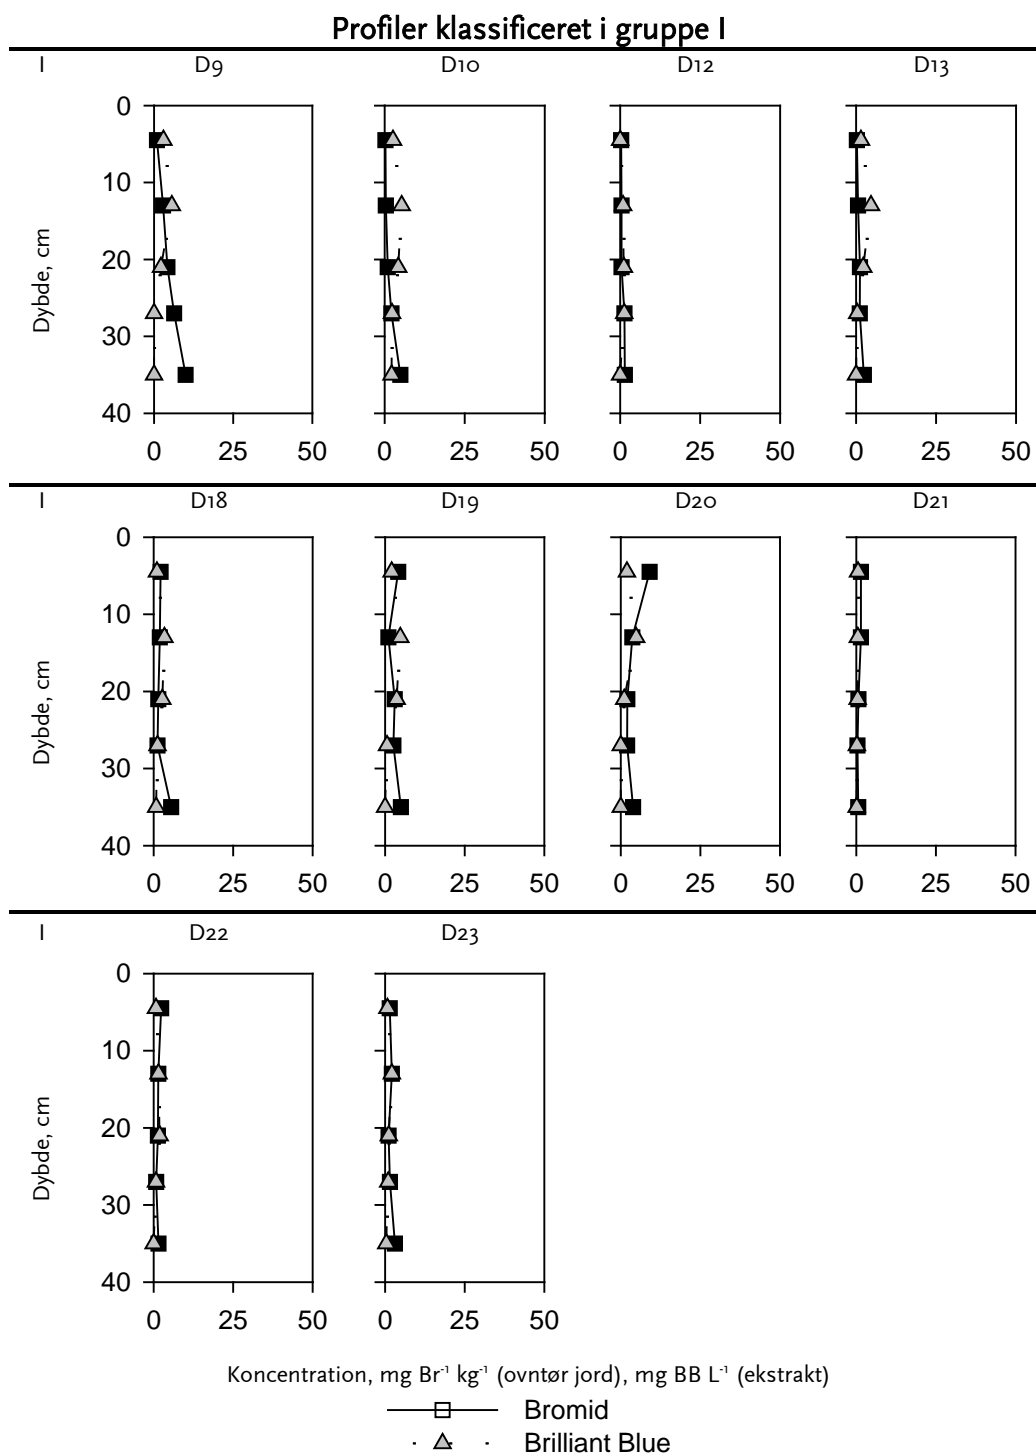 Profiler klassificeret i gruppe I
I D9 D10 D12 D13
0
10
20
30
40
Dybde, cm
0 25 50 0 25 50 0 25 50 0 25 50
I D18 D19 D20 D21
0
10
20
30
40
Dybde, cm
0 25 50 0 25 50 0 25 50 0 25 50
I D22 D23
0
10
20
30
40
Dybde, cm
0 25 50 0 25 50
Koncentration, mg Br⁻¹ kg⁻¹ (ovntør jord), mg BB L⁻¹ (ekstrakt)
Bromid
Brilliant Blue